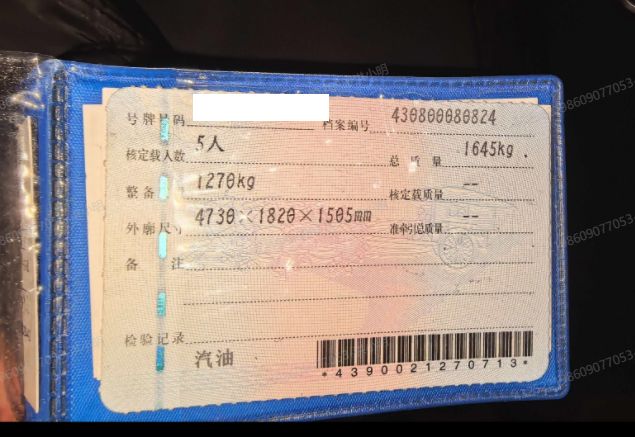 号牌号码
档案编号 430800080824
核定载人数 5人 总质量 1645kg
整备 1270kg 核定载质量 --
外廓尺寸 4730×1820×1505mm 准牵引总质量 --
备注
检验记录
汽油
*4390021270713*
18609077053